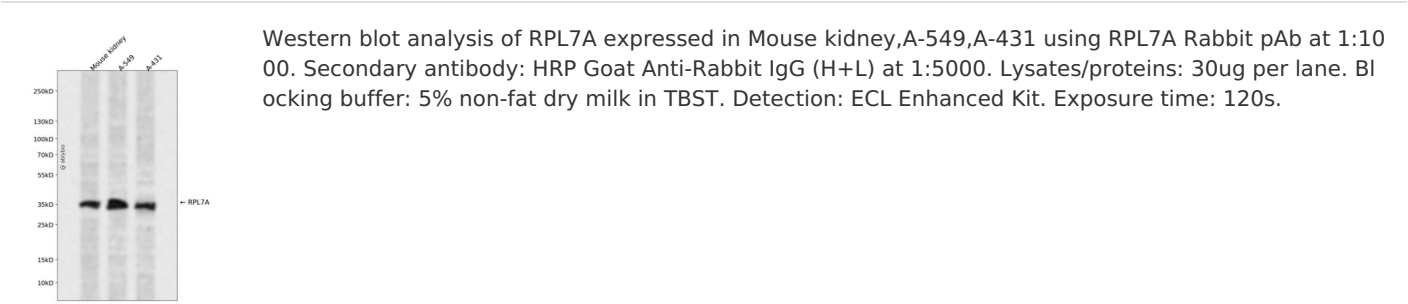 Western blot analysis of RPL7A expressed in Mouse kidney,A-549,A-431 using RPL7A Rabbit pAb at 1:10
00. Secondary antibody: HRP Goat Anti-Rabbit IgG (H+L) at 1:5000. Lysates/proteins: 30ug per lane. Bl
ocking buffer: 5% non-fat dry milk in TBST. Detection: ECL Enhanced Kit. Exposure time: 120s.
Mouse kidney
A-549
A-431
250kD
130kD
100kD
70kD
55kD
35kD
← RPL7A
25kD
15kD
10kD